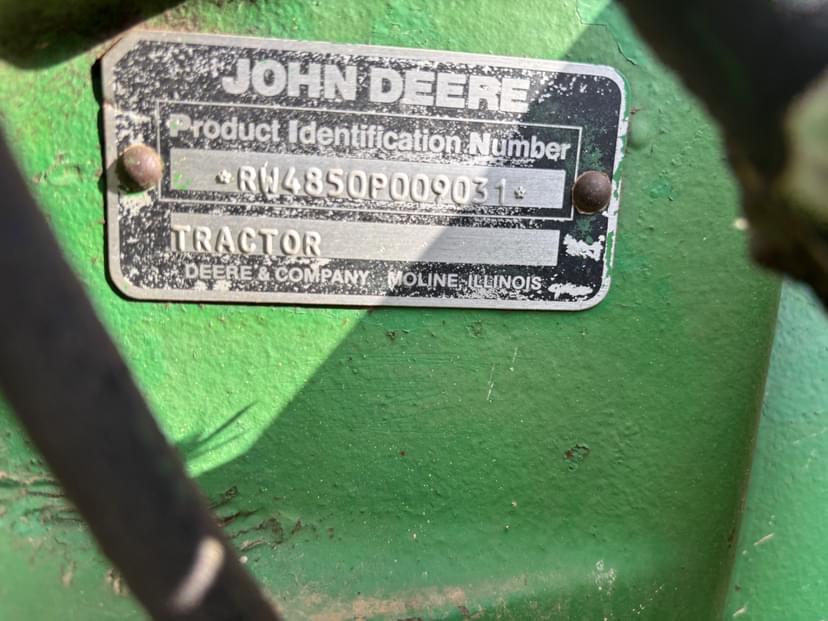 JOHN DEERE
Product Identification Number
*RW4850P009031*
TRACTOR
DEERE & COMPANY MOLINE, ILLINOIS